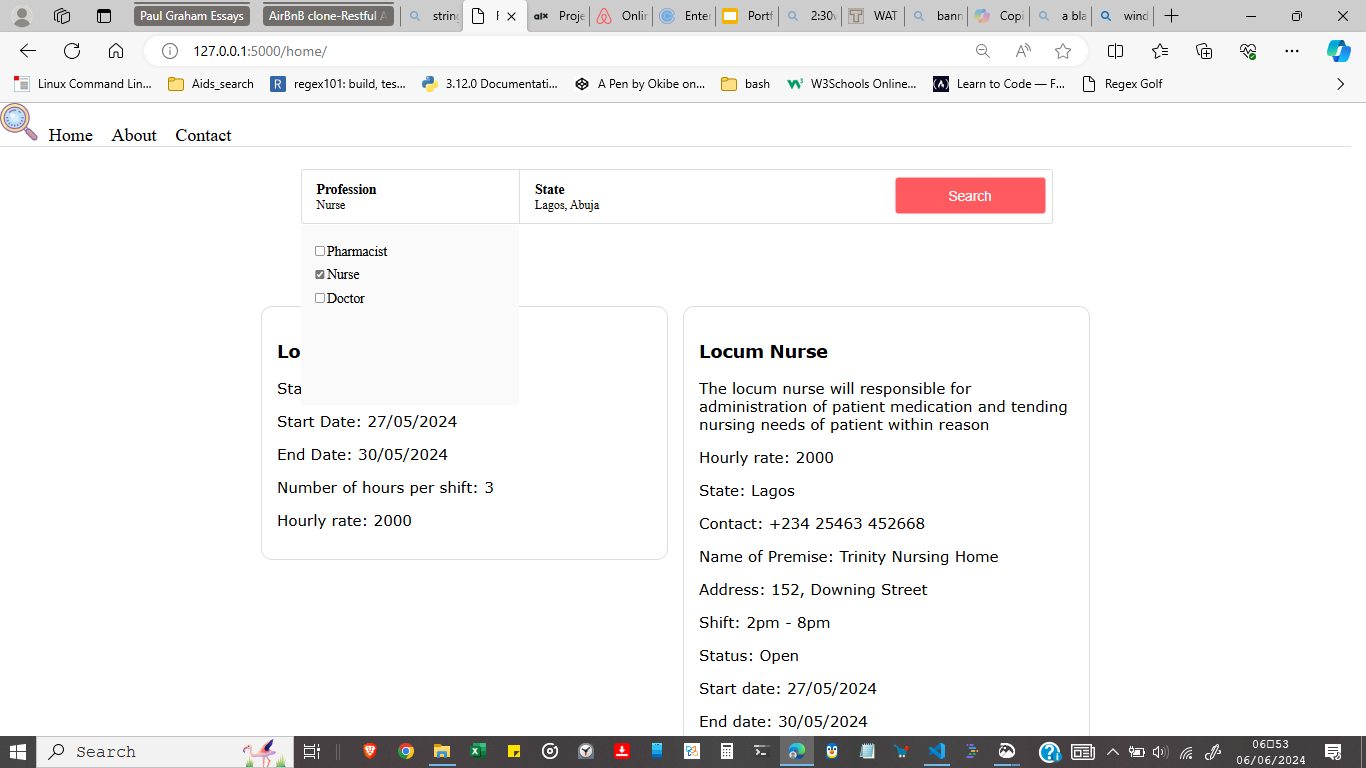 Paul Graham Essays
AirBnB clone-Restful A
string
Proje
Onlin
Enter
Portf
2:30
WAT
bann
Copi
a bla
wind
127.0.0.1:5000/home/
Linux Command Lin...
Aids_search
regex101: build, tes...
3.12.0 Documentati...
A Pen by Okibe on...
bash
W3Schools Online...
Learn to Code — F...
Regex Golf
Home
About
Contact
Profession
Nurse
State
Lagos, Abuja
Search
Pharmacist
Nurse
Doctor
Lo
Sta
Start Date: 27/05/2024
End Date: 30/05/2024
Number of hours per shift: 3
Hourly rate: 2000
Locum Nurse
The locum nurse will responsible for
administration of patient medication and tending
nursing needs of patient within reason
Hourly rate: 2000
State: Lagos
Contact: +234 25463 452668
Name of Premise: Trinity Nursing Home
Address: 152, Downing Street
Shift: 2pm - 8pm
Status: Open
Start date: 27/05/2024
End date: 30/05/2024
Search
06▯53
06/06/2024